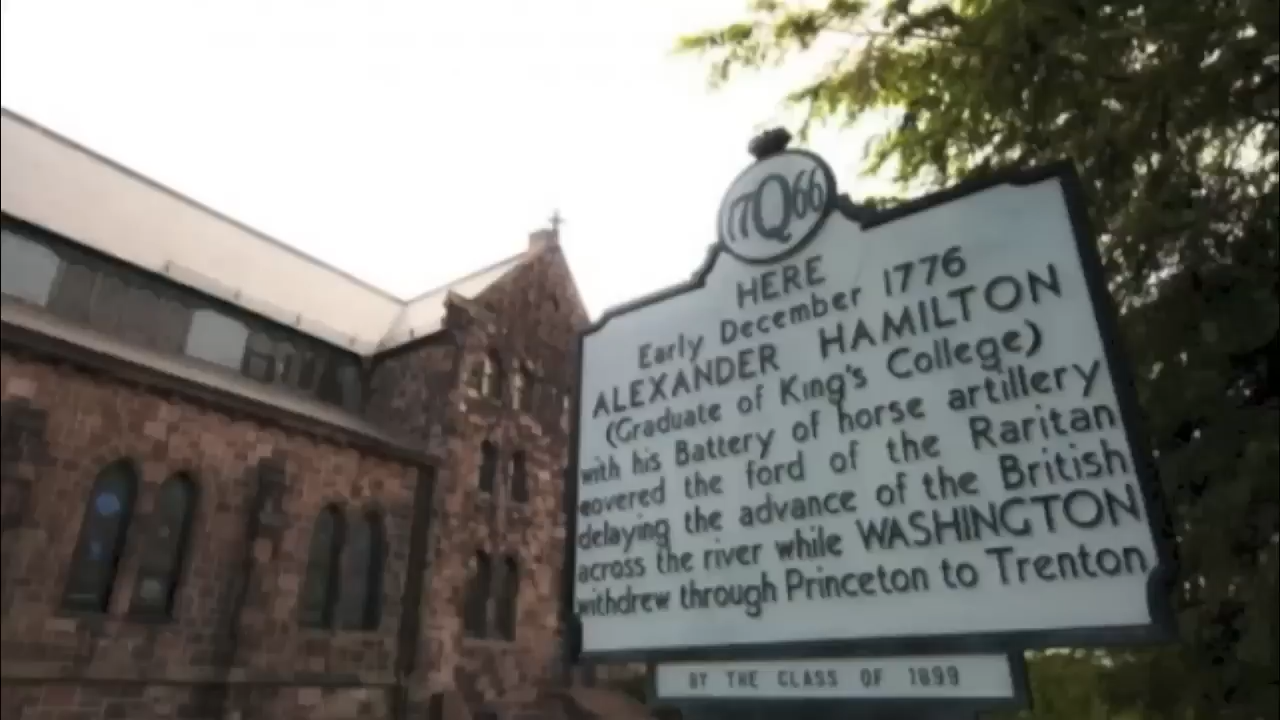 17Q66
HERE
Early December 1776
ALEXANDER HAMILTON
(Graduate of King's College)
with his Battery of horse artillery
covered the ford of the Raritan
delaying the advance of the British
across the river while WASHINGTON
withdrew through Princeton to Trenton
BY THE CLASS OF 1899